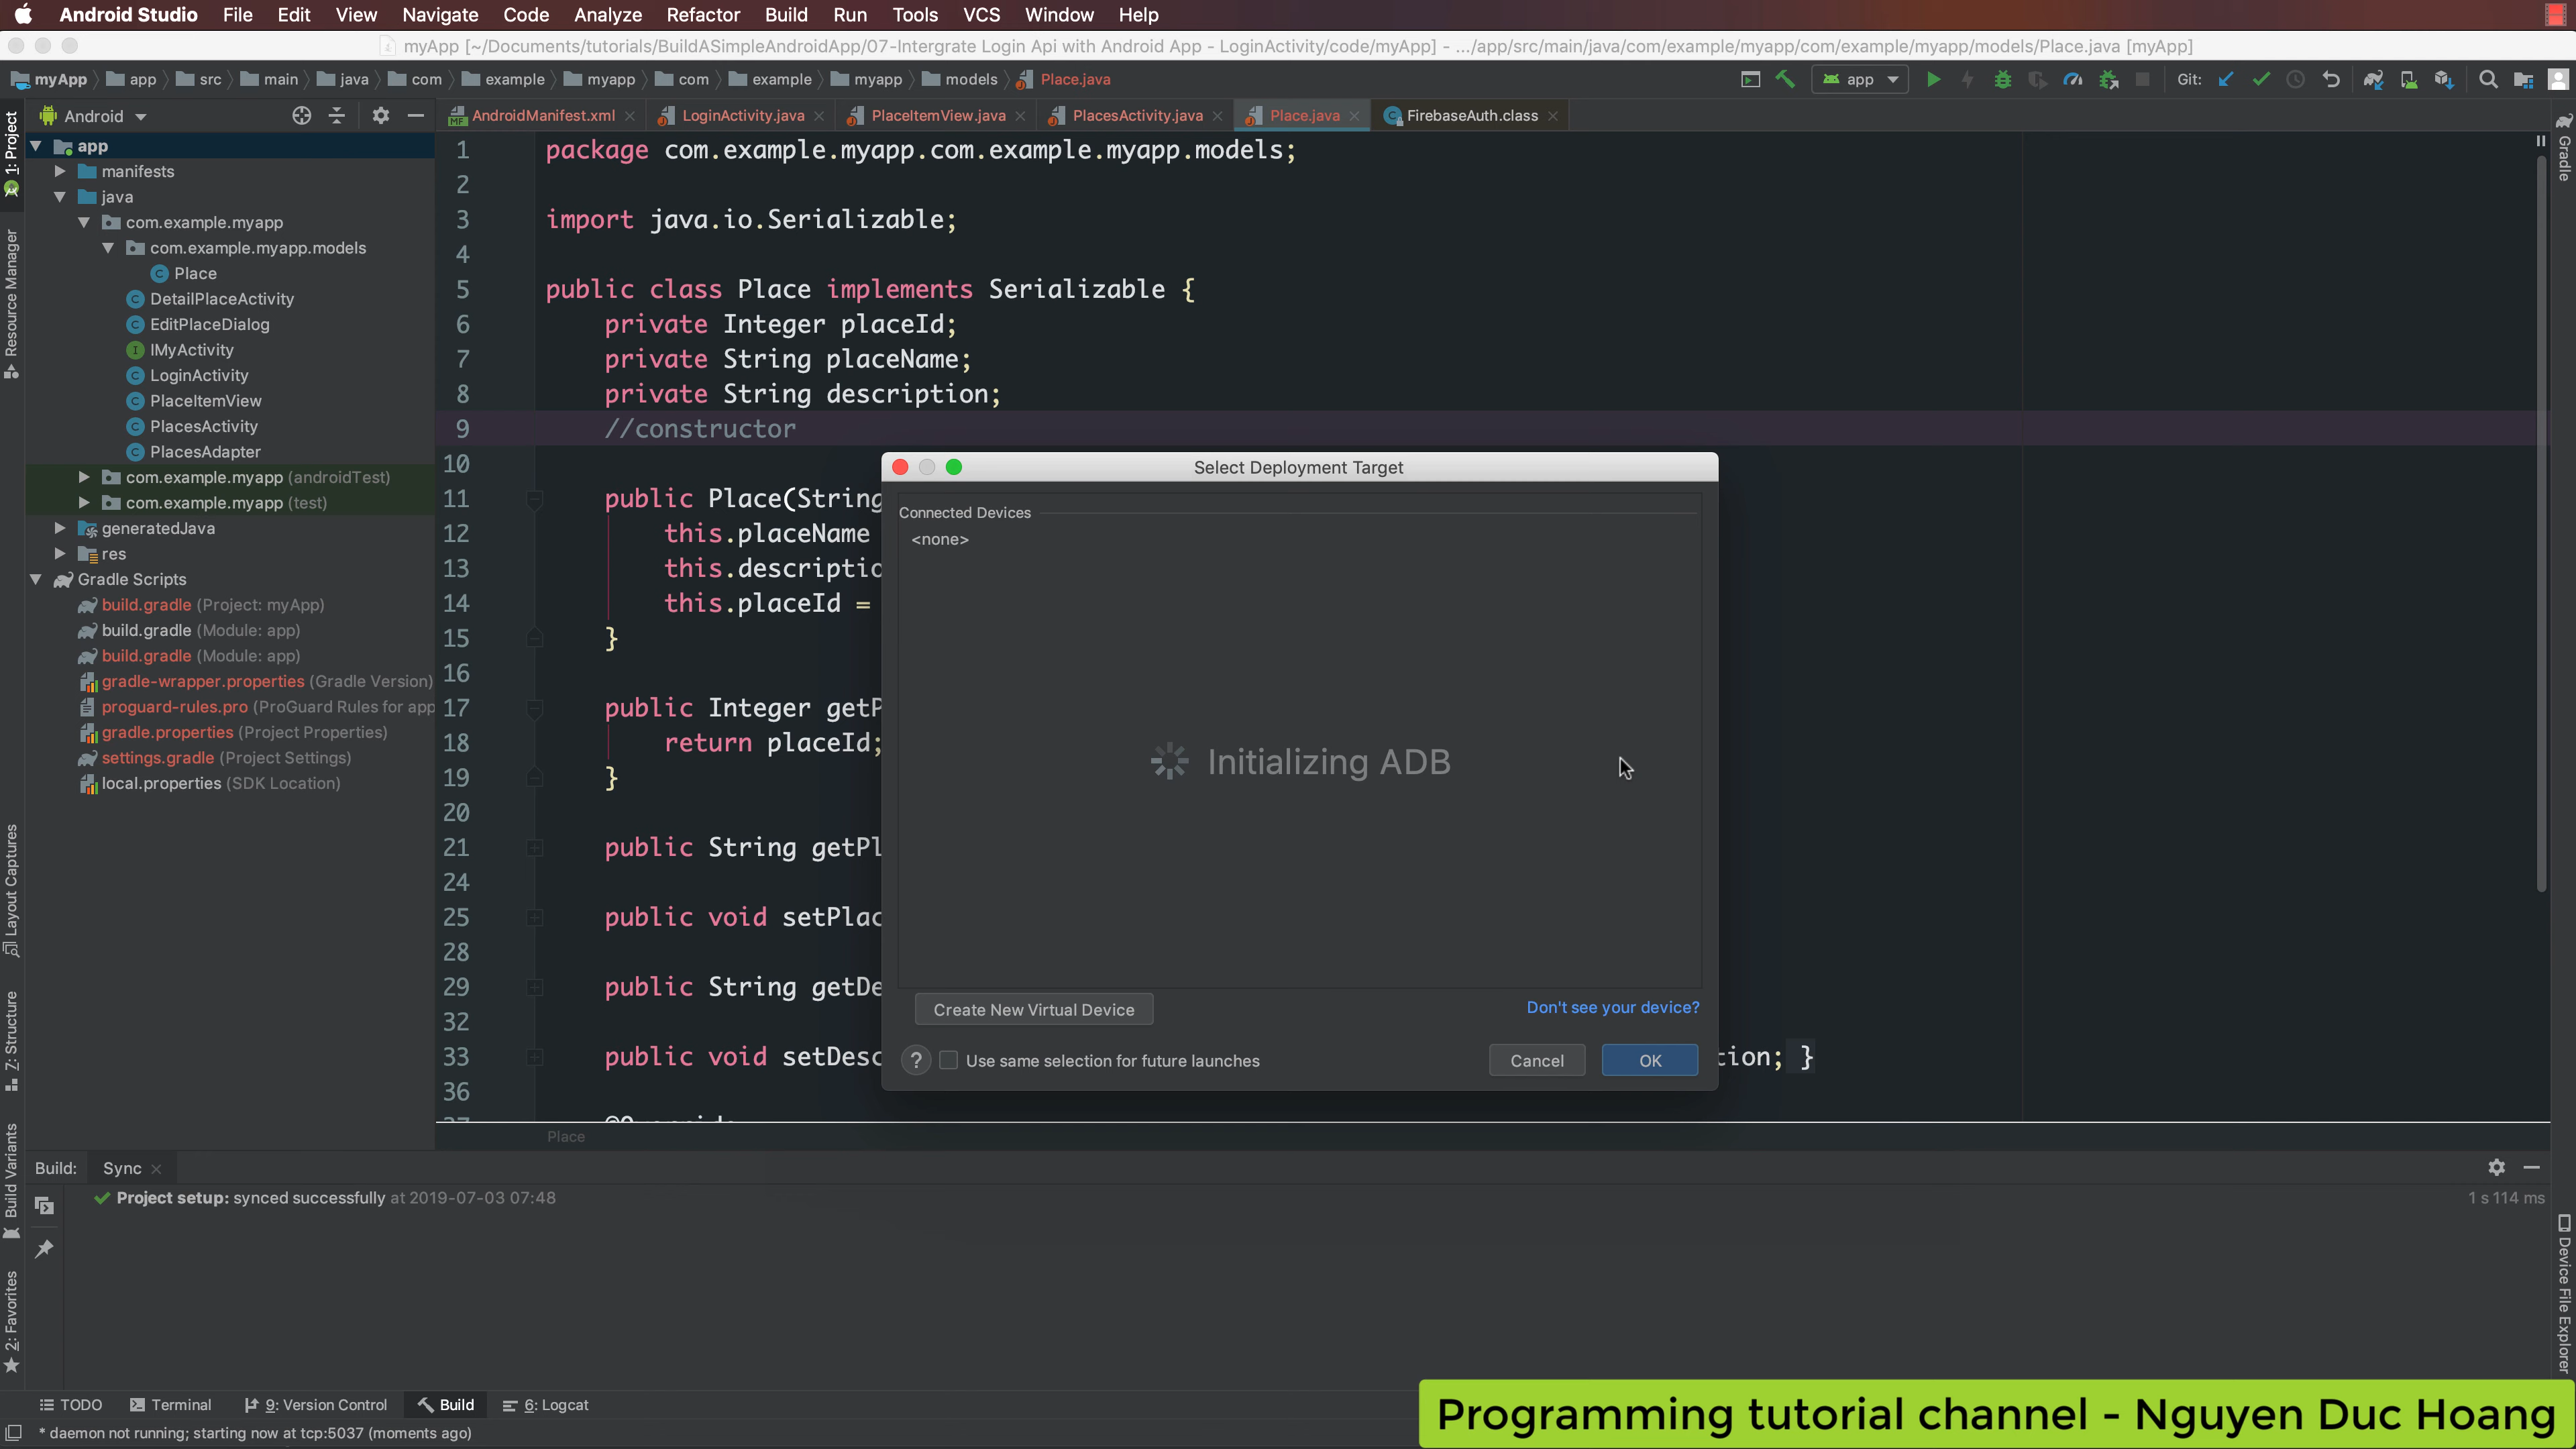 Android Studio File Edit View Navigate Code Analyze Refactor Build Run Tools VCS Window Help
myApp [~/Documents/tutorials/BuildASimpleAndroidApp/07-Intergrate Login Api with Android App - LoginActivity/code/myApp] - .../app/src/main/java/com/example/myapp/com/example/myapp/models/Place.java [myApp]
myApp app src main java com example myapp com example myapp models Place.java
app
Git:
Android
AndroidManifest.xml LoginActivity.java PlaceItemView.java PlacesActivity.java Place.java FirebaseAuth.class
1: Project
Resource Manager
Layout Captures
7: Structure
Build Variants
2: Favorites
app
manifests
java
com.example.myapp
com.example.myapp.models
Place
DetailPlaceActivity
EditPlaceDialog
IMyActivity
LoginActivity
PlaceItemView
PlacesActivity
PlacesAdapter
com.example.myapp (androidTest)
com.example.myapp (test)
generatedJava
res
Gradle Scripts
build.gradle (Project: myApp)
build.gradle (Module: app)
build.gradle (Module: app)
gradle-wrapper.properties (Gradle Version)
proguard-rules.pro (ProGuard Rules for app
gradle.properties (Project Properties)
settings.gradle (Project Settings)
local.properties (SDK Location)
1 package com.example.myapp.com.example.myapp.models;
2
3 import java.io.Serializable;
4
5 public class Place implements Serializable {
6 private Integer placeId;
7 private String placeName;
8 private String description;
9 //constructor
10
11 public Place(String
12 this.placeName
13 this.descriptio
14 this.placeId =
15 }
16
17 public Integer getP
18 return placeId;
19 }
20
21 public String getPl
24
25 public void setPlac
28
29 public String getDe
32
33 public void setDesc tion; }
36
Place
Select Deployment Target
Connected Devices
<none>
Initializing ADB
Create New Virtual Device
Don't see your device?
? Use same selection for future launches
Cancel
OK
Gradle
Device File Explorer
Build: Sync
Project setup: synced successfully at 2019-07-03 07:48
1 s 114 ms
TODO Terminal 9: Version Control Build 6: Logcat
* daemon not running; starting now at tcp:5037 (moments ago)
Programming tutorial channel - Nguyen Duc Hoang